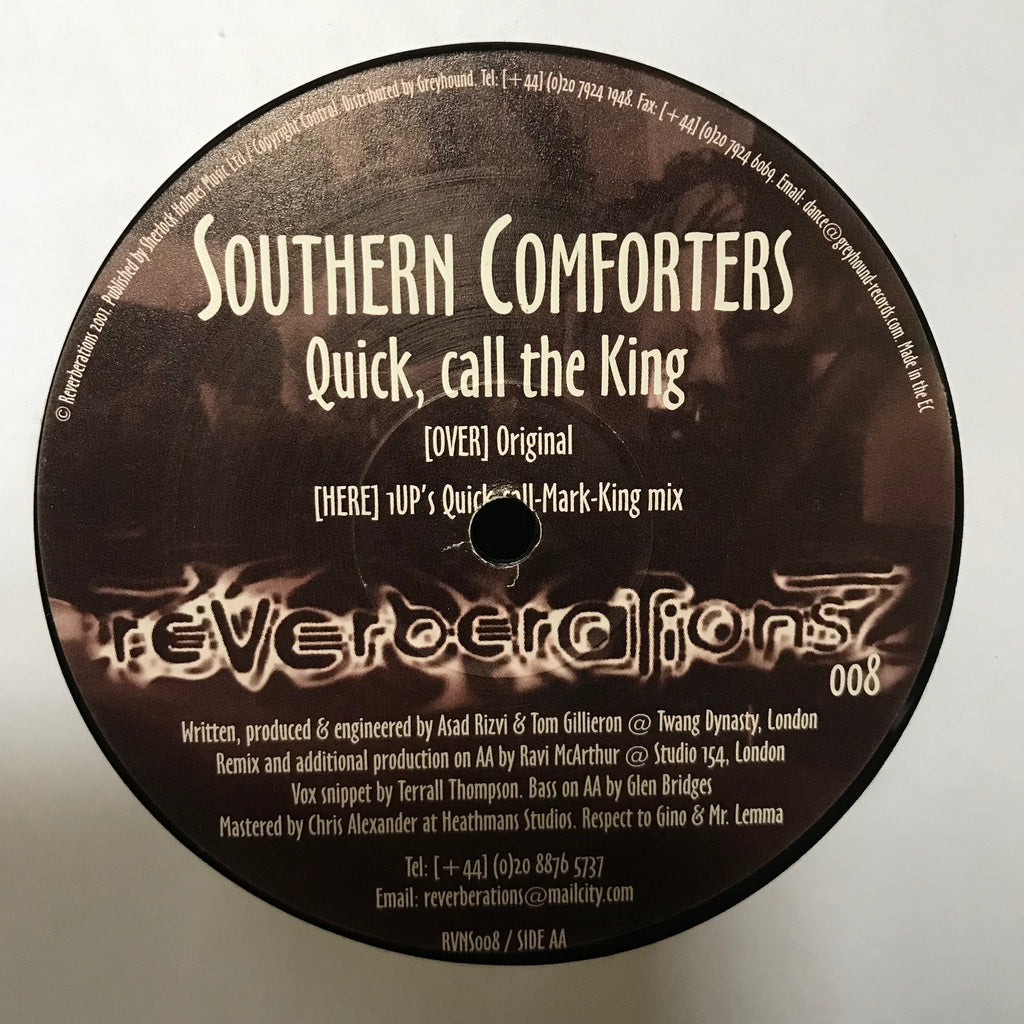 © Reverberations 2001. Published by Sherlock Holmes Music Ltd / Copyright Control. Distributed by Greyhound. Tel: [+44] (0)20 7924 1948. Fax: [+44] (0)20 7924 6069. Email: dance@greyhound-records.com. Made in the EC
SOUTHERN COMFORTERS
Quick, call the King
[OVER] Original
[HERE] 1UP's Quick-call-Mark-King mix
reverberations
008
Written, produced & engineered by Asad Rizvi & Tom Gillieron @ Twang Dynasty, London
Remix and additional production on AA by Ravi McArthur @ Studio 154, London
Vox snippet by Terrall Thompson. Bass on AA by Glen Bridges
Mastered by Chris Alexander at Heathmans Studios. Respect to Gino & Mr. Lemma
Tel: [+44] (0)20 8876 5737
Email: reverberations@mailcity.com
RVNS008 / SIDE AA